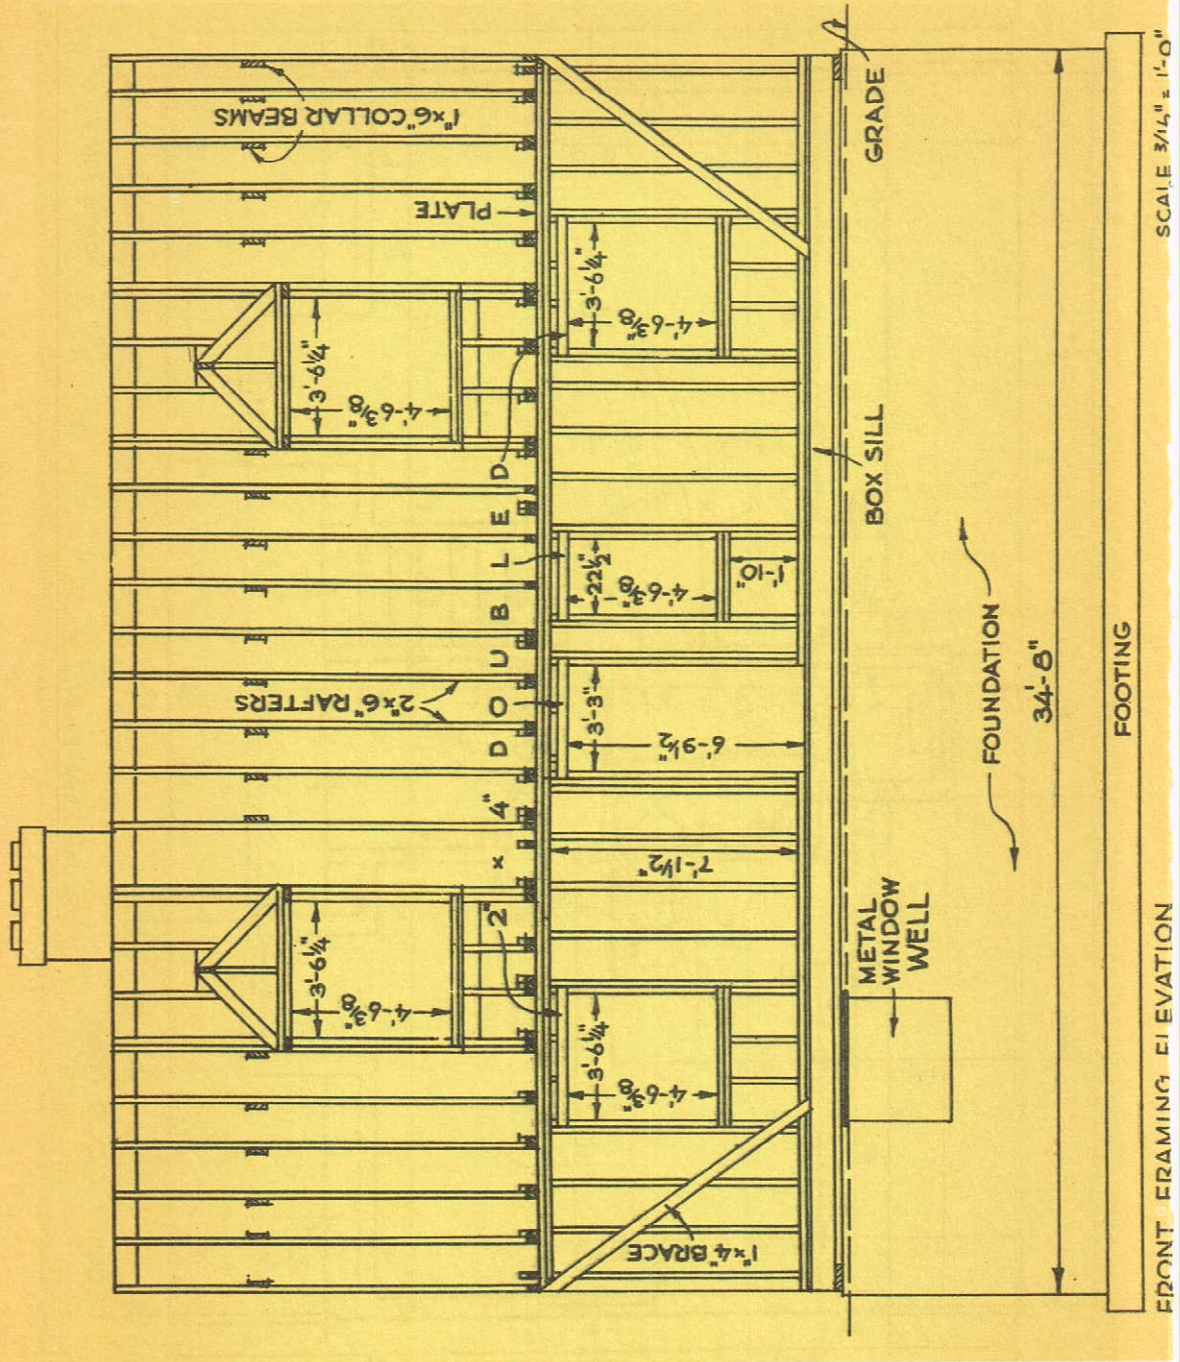 1"×6" COLLAR BEAMS
2×6" RAFTERS
3'-6¼"
4'-6⅜"
3'-6¼"
4'-6⅜"
PLATE
2" × 4" DOUBLED
3'-6¼"
4'-6⅜"
7'-1½"
3'-3"
6'-9½"
22½"
4'-6⅜"
1'-10"
3'-6¼"
4'-6⅜"
1"×4" BRACE
BOX SILL
GRADE
METAL
WINDOW
WELL
FOUNDATION
34'-8"
FOOTING
FRONT FRAMING ELEVATION
SCALE 3/16" = 1'-0"